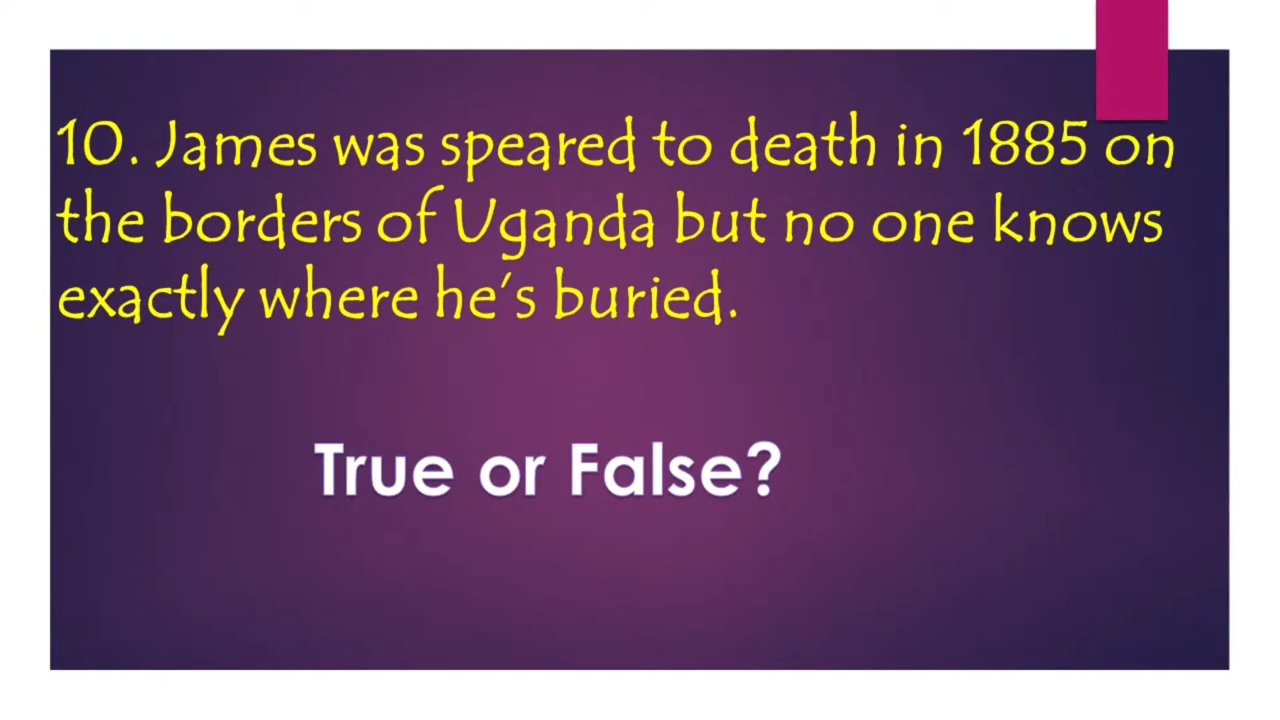 10. James was speared to death in 1885 on
the borders of Uganda but no one knows
exactly where he's buried.
True or False?